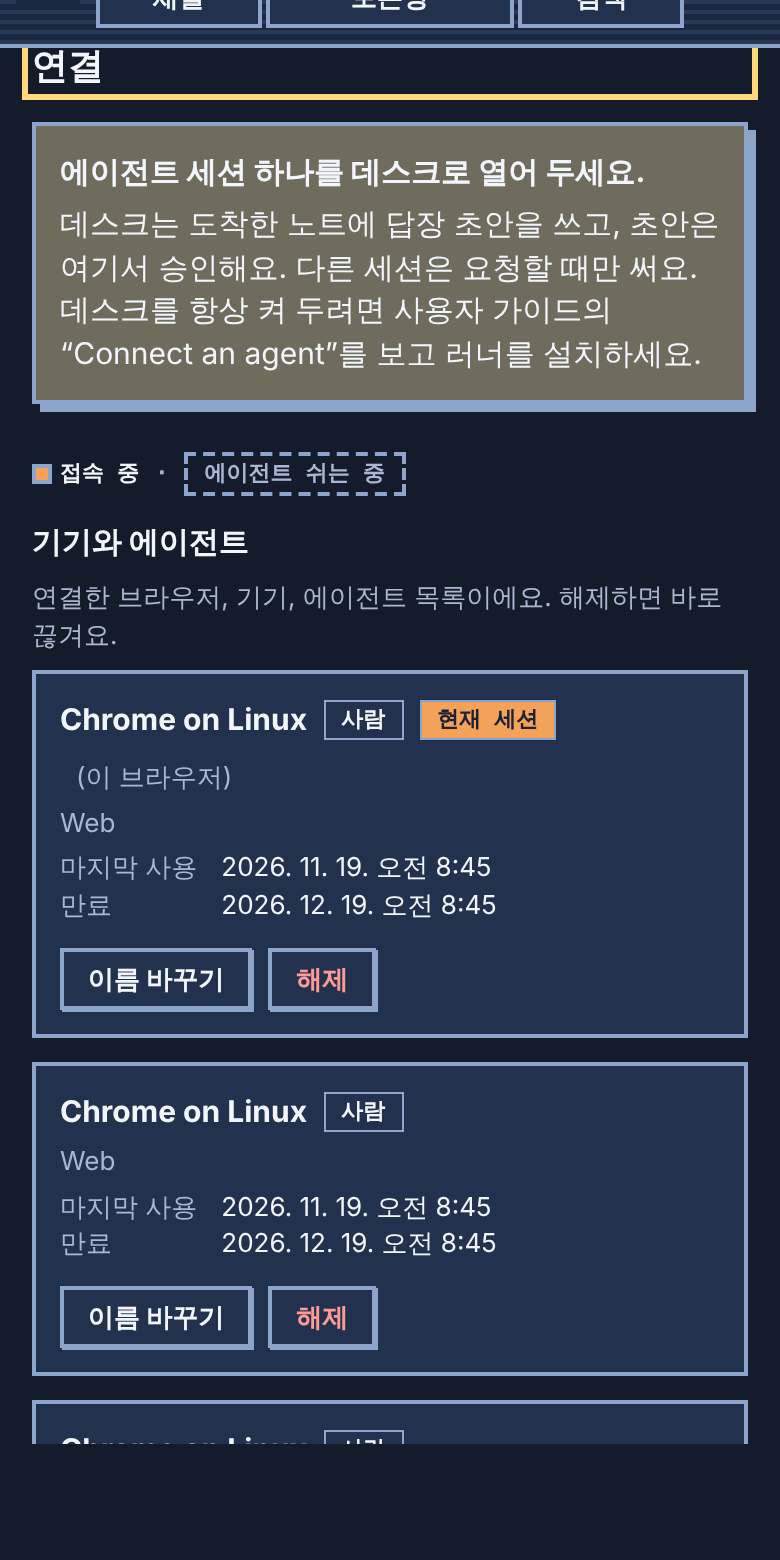 연결
에이전트 세션 하나를 데스크로 열어 두세요.
데스크는 도착한 노트에 답장 초안을 쓰고, 초안은
여기서 승인해요. 다른 세션은 요청할 때만 써요.
데스크를 항상 켜 두려면 사용자 가이드의
“Connect an agent”를 보고 러너를 설치하세요.
접속 중 · 에이전트 쉬는 중
기기와 에이전트
연결한 브라우저, 기기, 에이전트 목록이에요. 해제하면 바로
끊겨요.
Chrome on Linux 사람 현재 세션
(이 브라우저)
Web
마지막 사용 2026. 11. 19. 오전 8:45
만료 2026. 12. 19. 오전 8:45
이름 바꾸기 해제
Chrome on Linux 사람
Web
마지막 사용 2026. 11. 19. 오전 8:45
만료 2026. 12. 19. 오전 8:45
이름 바꾸기 해제
Chrome on Linux 사람